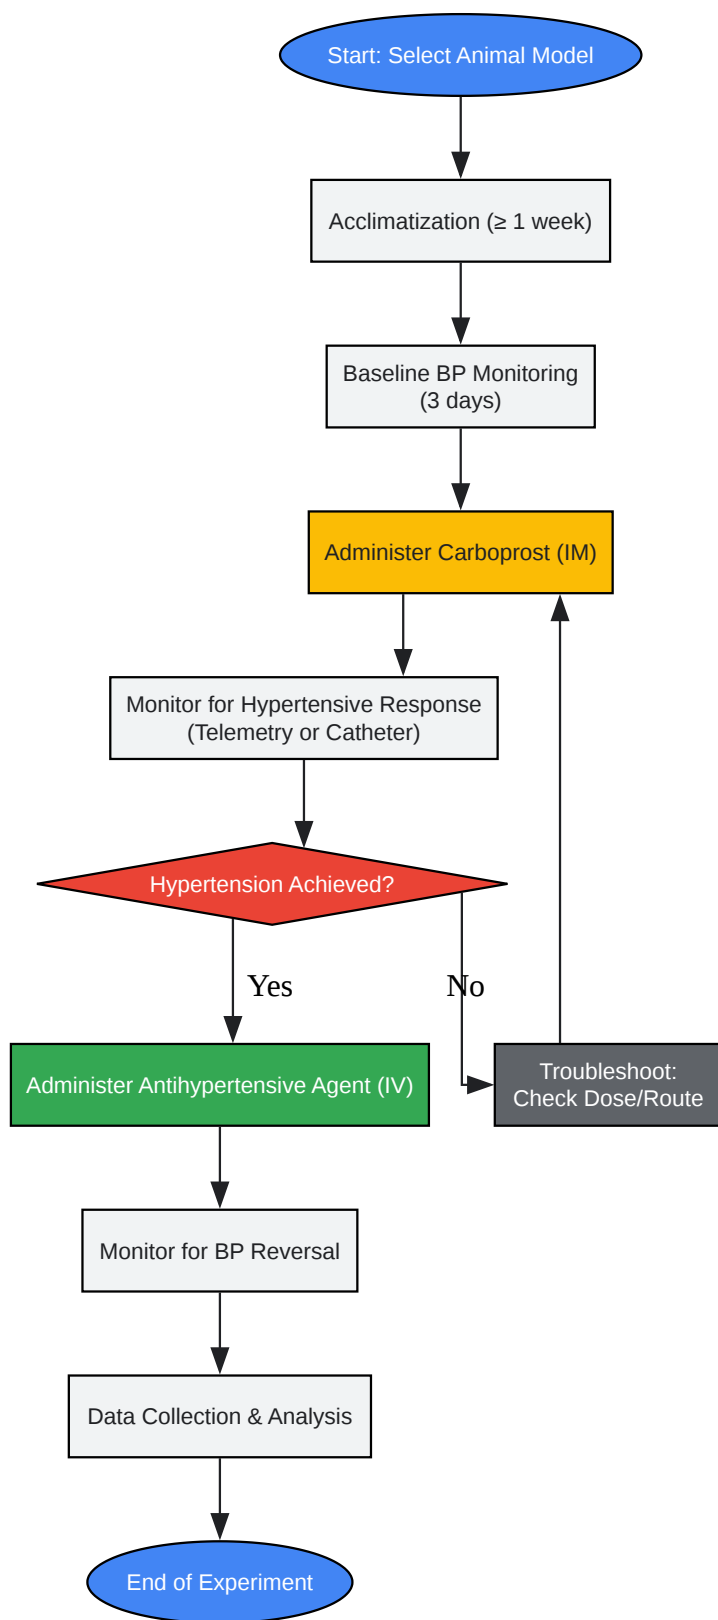 Start: Select Animal Model
Acclimatization (≥ 1 week)
Baseline BP Monitoring
(3 days)
Administer Carboprost (IM)
Monitor for Hypertensive Response
(Telemetry or Catheter)
Hypertension Achieved?
Yes
No
Administer Antihypertensive Agent (IV)
Troubleshoot:
Check Dose/Route
Monitor for BP Reversal
Data Collection & Analysis
End of Experiment